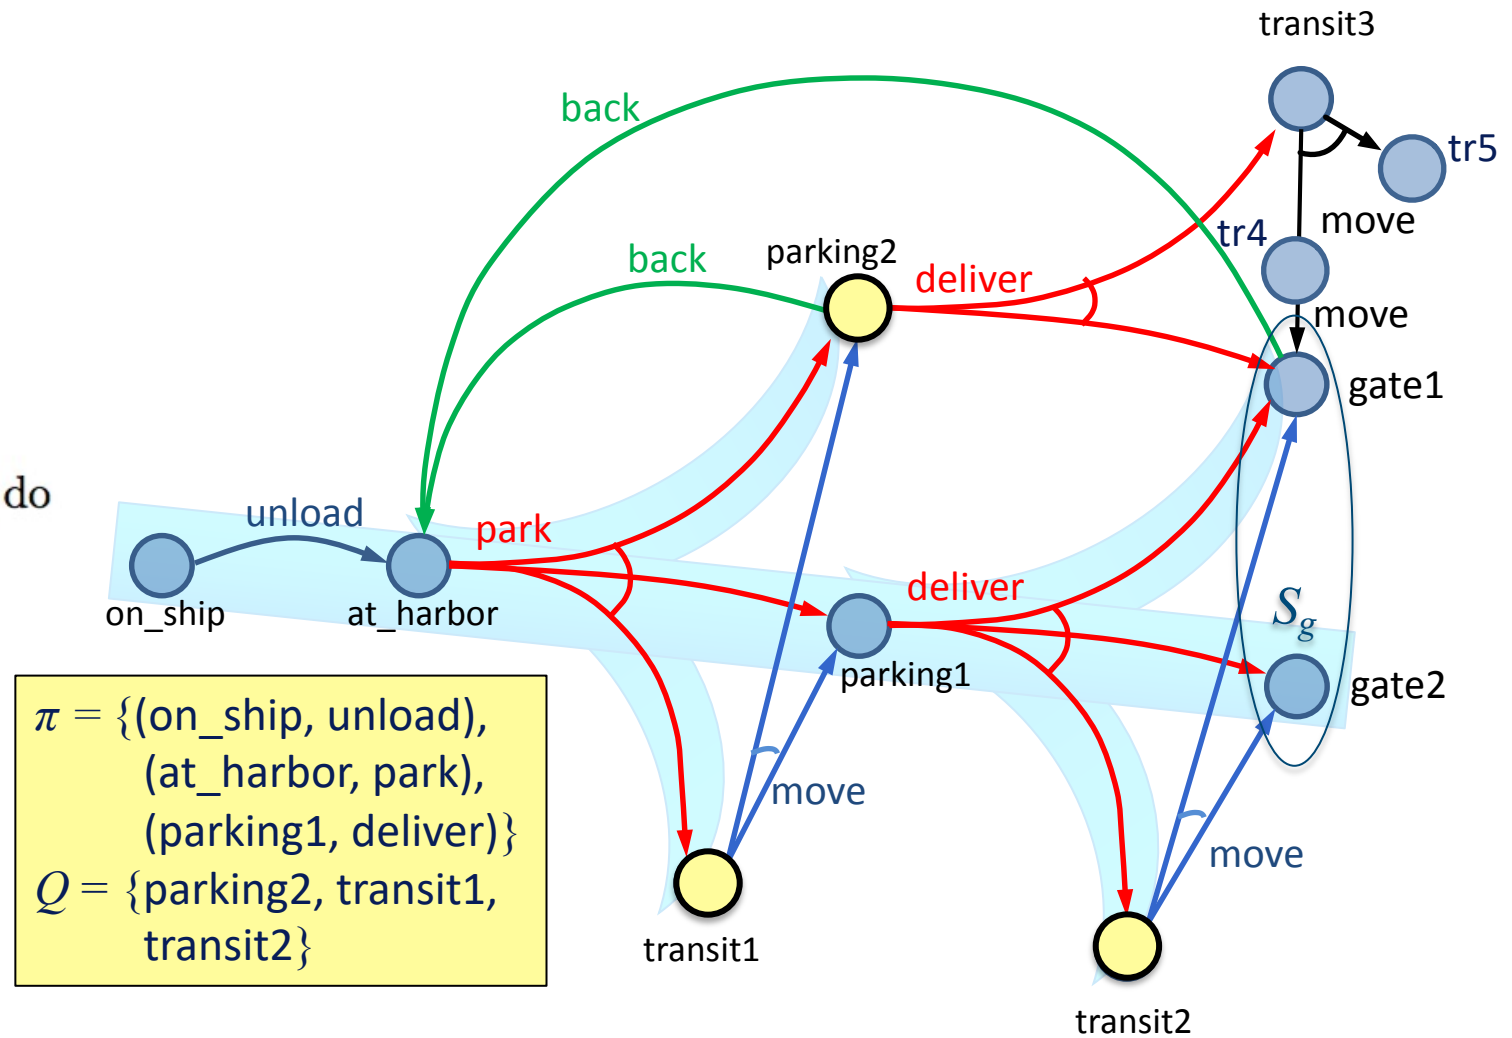 transit3
back
tr5
move
tr4
parking2
back
deliver
move
gate1
do
unload
park
deliver
on_ship
at_harbor
S_g
parking1
gate2
π = {(on_ship, unload),
(at_harbor, park),
(parking1, deliver)}
Q = {parking2, transit1,
transit2}
move
move
transit1
transit2